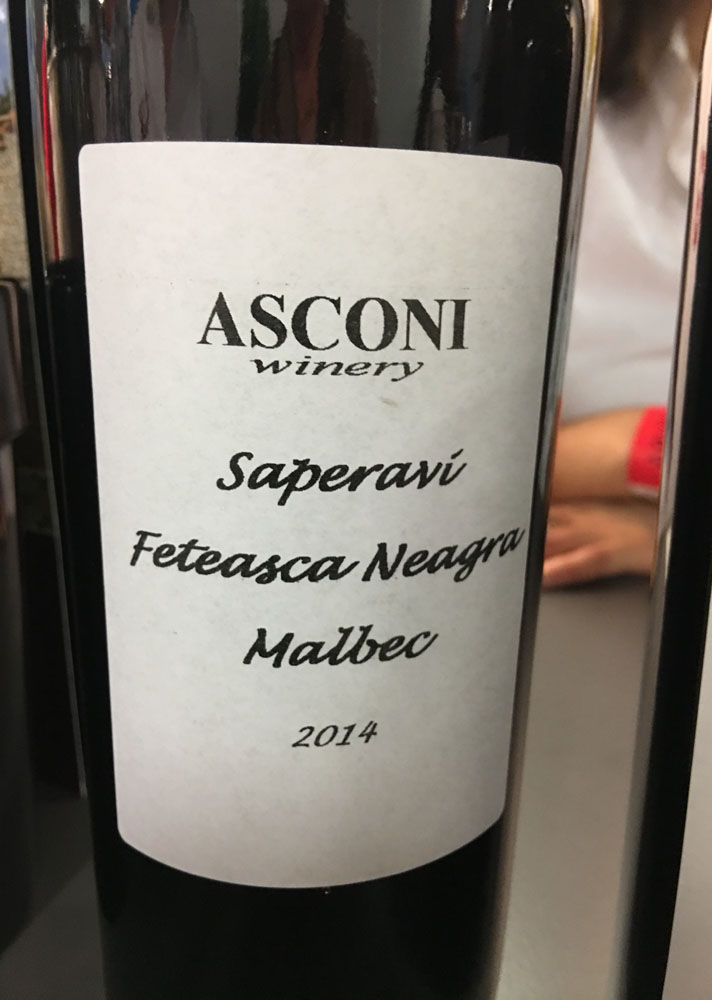 ASCONI
winery
Saperavi
Feteasca Neagra
Malbec
2014